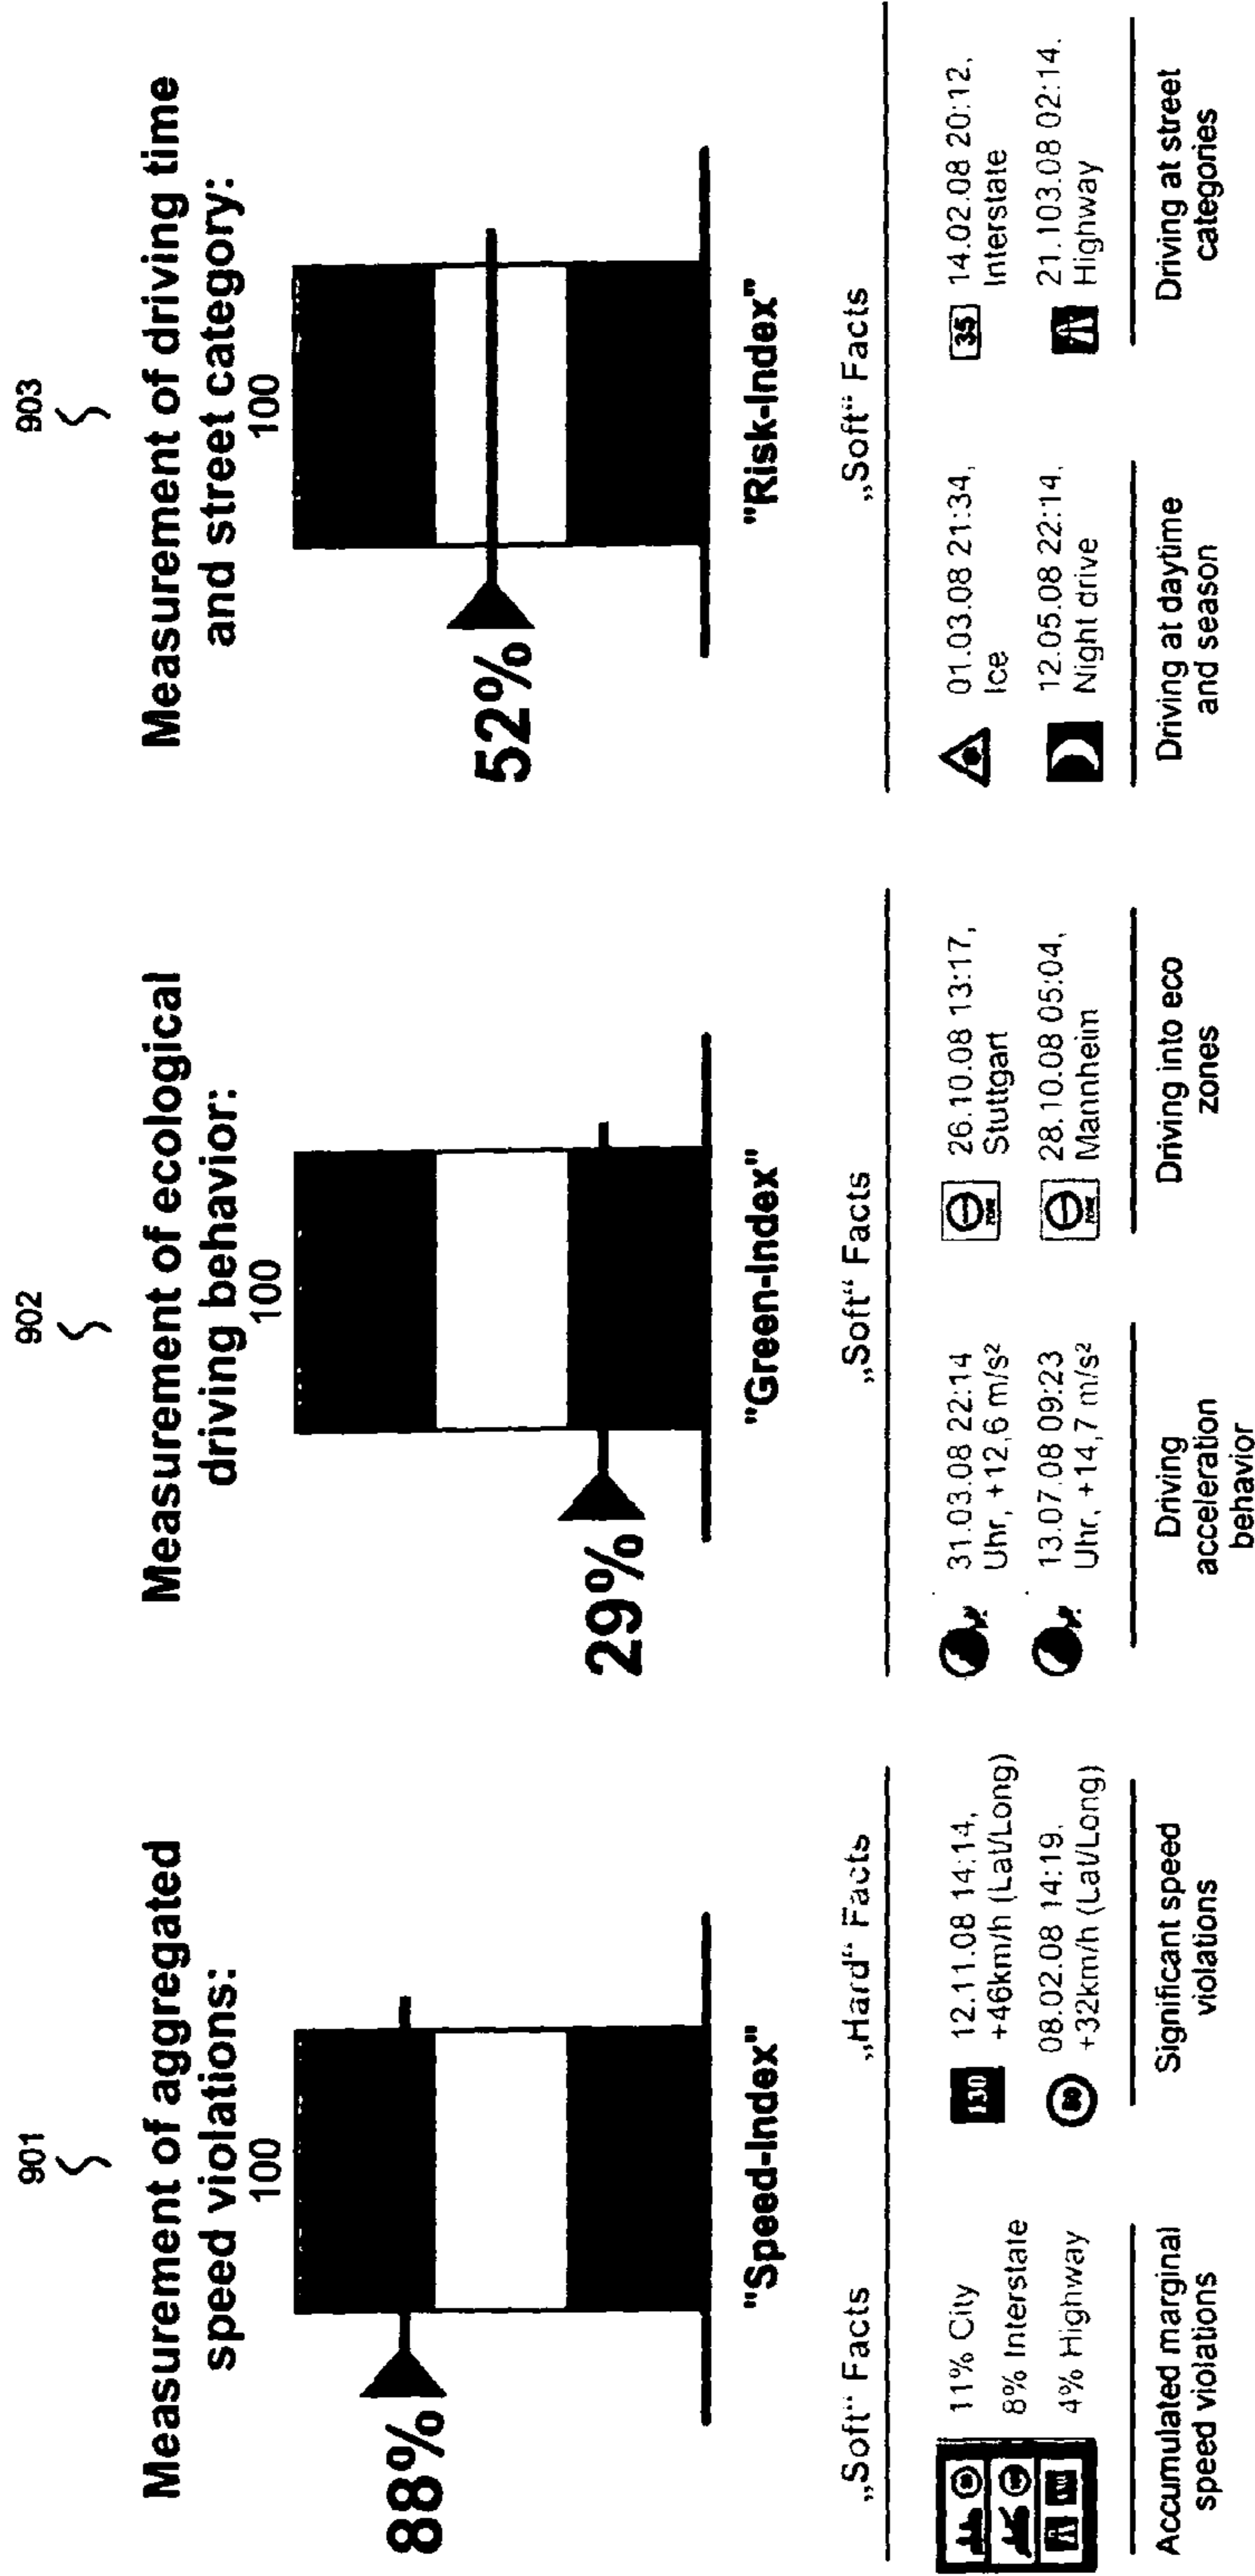 901
Measurement of aggregated
speed violations:
100
88%
"Speed-Index"
„Soft“ Facts
„Hard“ Facts
11% City
8% Interstate
4% Highway
130
12.11.08 14:14,
+46km/h (Lat/Long)
08.02.08 14:19,
+32km/h (Lat/Long)
Accumulated marginal
speed violations
Significant speed
violations
902
Measurement of ecological
driving behavior:
100
29%
"Green-Index"
„Soft“ Facts
31.03.08 22:14
Uhr, +12,6 m/s²
13.07.08 09:23
Uhr, +14,7 m/s²
ZONE
26.10.08 13:17,
Stuttgart
ZONE
28.10.08 05:04,
Mannheim
Driving
acceleration
behavior
Driving into eco
zones
903
Measurement of driving time
and street category:
100
52%
"Risk-Index"
„Soft“ Facts
01.03.08 21:34,
Ice
12.05.08 22:14,
Night drive
35
14.02.08 20:12,
Interstate
21.103.08 02:14.
Highway
Driving at daytime
and season
Driving at street
categories